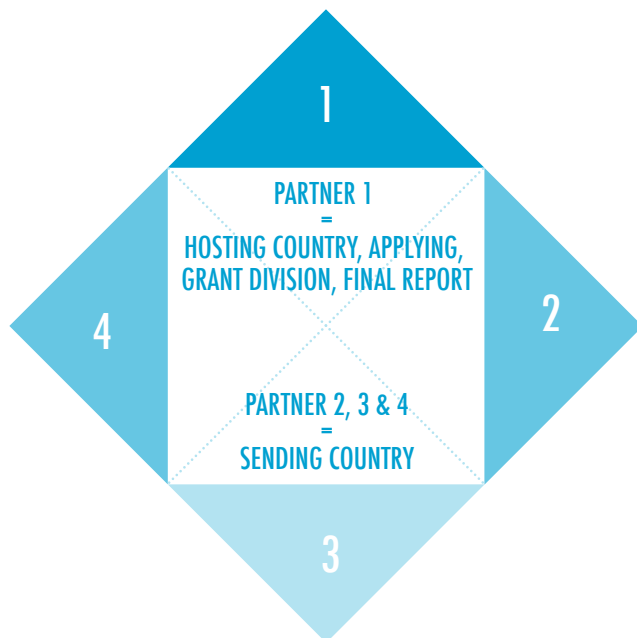 1
PARTNER 1
=
HOSTING COUNTRY, APPLYING,
GRANT DIVISION, FINAL REPORT
4
2
PARTNER 2, 3 & 4
=
SENDING COUNTRY
3